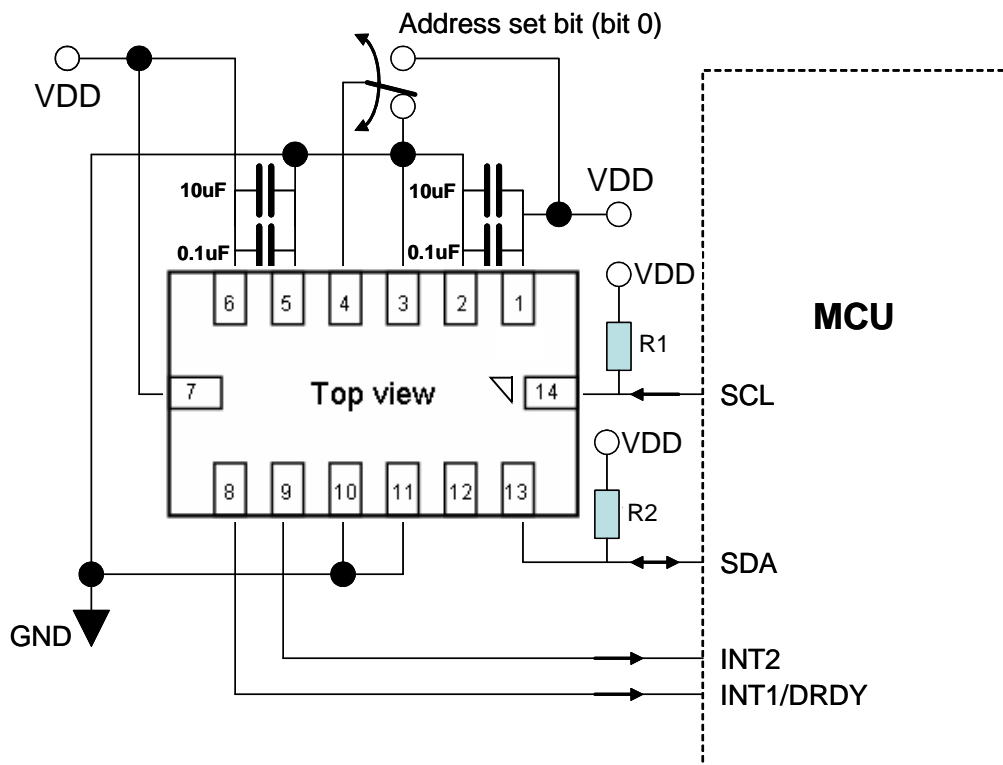 Address set bit (bit 0)
VDD
10uF
10uF
VDD
0.1uF
0.1uF
VDD
6 5 4 3 2 1
R1
MCU
7
Top view
14
SCL
VDD
8 9 10 11 12 13
R2
SDA
GND
INT2
INT1/DRDY